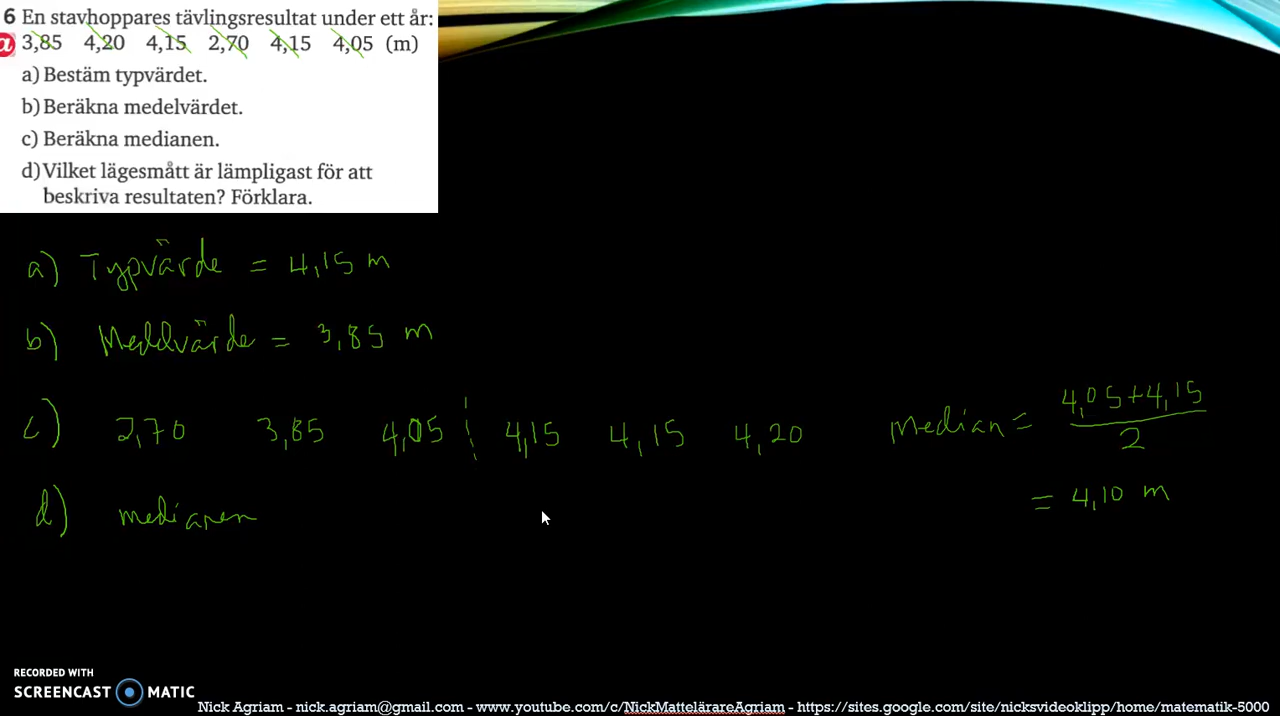 6 En stavhoppares tävlingsresultat under ett år:
a 3,85 4,20 4,15 2,70 4,15 4,05 (m)
a) Bestäm typvärdet.
b) Beräkna medelvärdet.
c) Beräkna medianen.
d) Vilket lägesmått är lämpligast för att
beskriva resultaten? Förklara.
a) Typvärde = 4,15 m
b) Medelvärde = 3,85 m
c) 2,70 3,85 4,05 4,15 4,15 4,20 median = 4,05+4,15
2
= 4,10 m
d) medianen
RECORDED WITH
SCREENCAST MATIC
Nick Agriam - nick.agriam@gmail.com - www.youtube.com/c/NickMattelärareAgriam - https://sites.google.com/site/nicksvideoklipp/home/matematik-5000